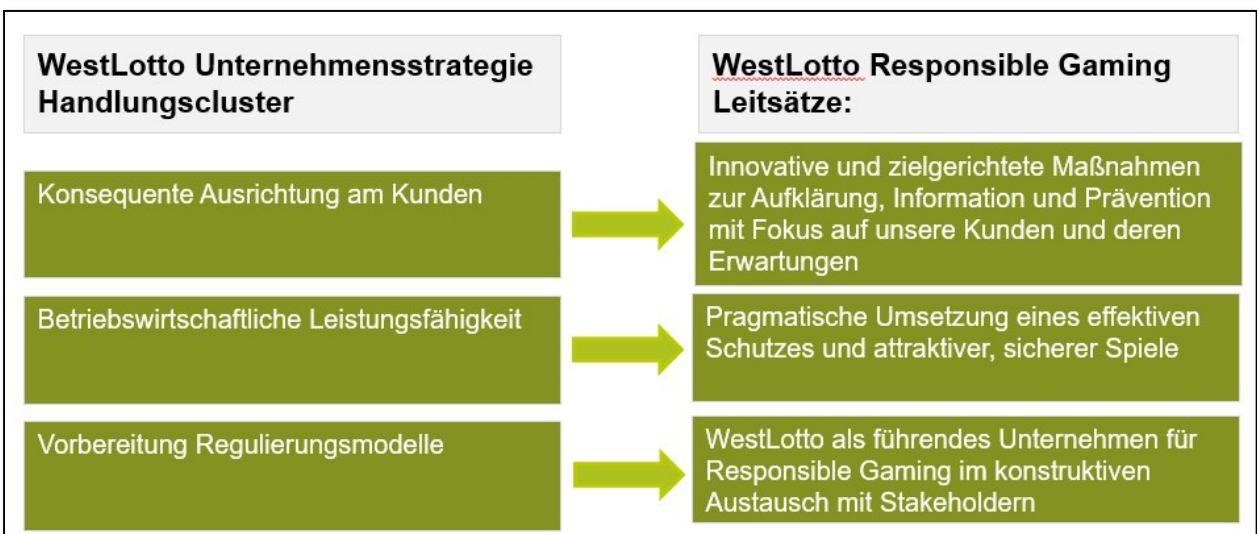 WestLotto Unternehmensstrategie
Handlungscluster
WestLotto Responsible Gaming
Leitsätze:
Konsequente Ausrichtung am Kunden
Innovative und zielgerichtete Maßnahmen
zur Aufklärung, Information und Prävention
mit Fokus auf unsere Kunden und deren
Erwartungen
Betriebswirtschaftliche Leistungsfähigkeit
Pragmatische Umsetzung eines effektiven
Schutzes und attraktiver, sicherer Spiele
Vorbereitung Regulierungsmodelle
WestLotto als führendes Unternehmen für
Responsible Gaming im konstruktiven
Austausch mit Stakeholdern